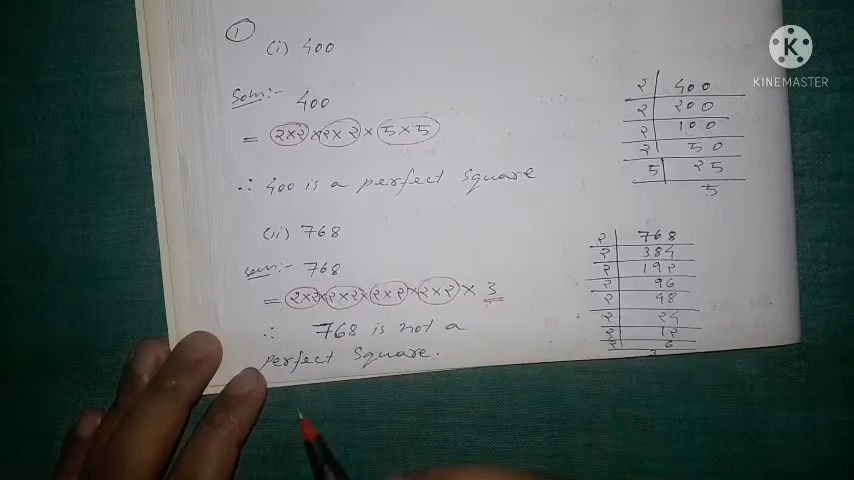 1
(i) 400
Som:- 400
= 2×2×2×2×5×5
∴ 400 is a perfect square
(ii) 768
Som:- 768
= 2×2×2×2×2×2×2×2×3
∴ 768 is not a
perfect square.
2 400
2 200
2 100
2 50
5 25
5
2 768
2 384
2 192
2 96
2 48
2 24
2 12
2 6
3
K
KINEMASTER